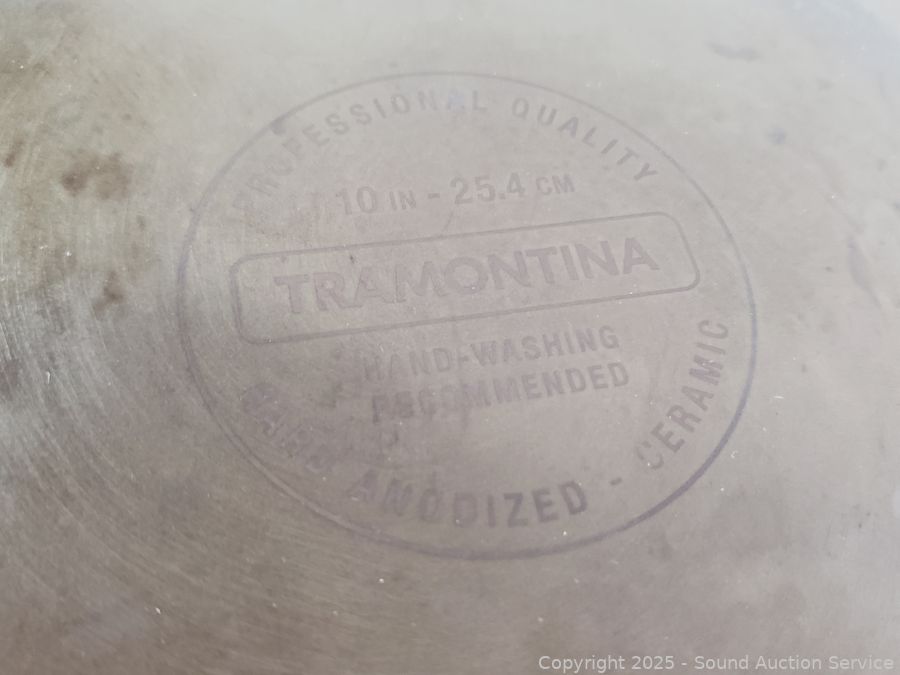 PROFESSIONAL QUALITY
10 IN - 25.4 CM
TRAMONTINA
HAND-WASHING
RECOMMENDED
HARD ANODIZED - CERAMIC
Copyright 2025 - Sound Auction Service